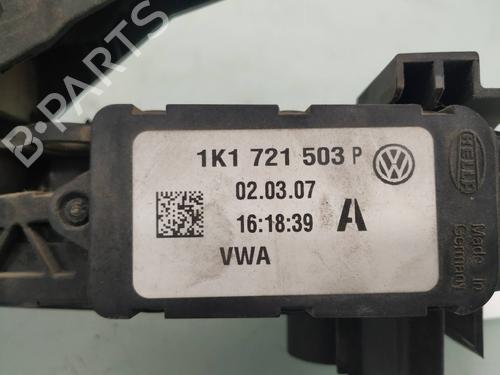 1K1 721 503 P
02.03.07
16:18:39 A
VWA
HELLA
Made in
Germany
B-PARTS